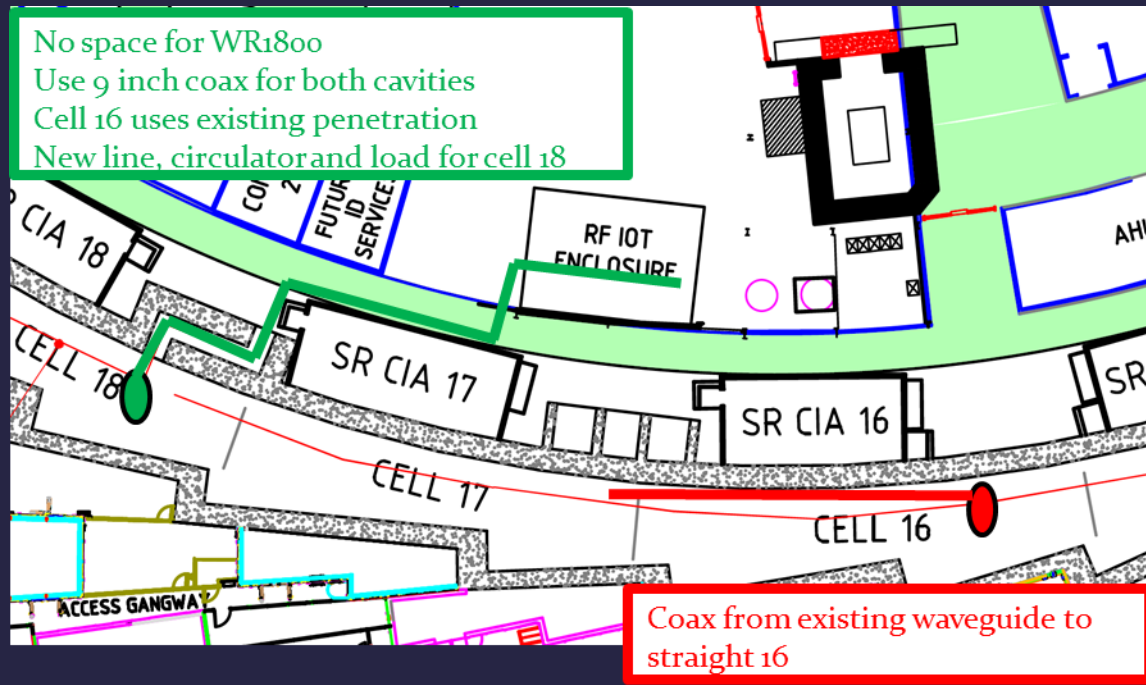 No space for WR1800
Use 9 inch coax for both cavities
Cell 16 uses existing penetration
New line, circulator and load for cell 18
FUTUR
ID
SERVICES
RF IOT
ENCLOSURE
AHU
CIA 18
SR CIA 17
SR CIA 16
SR
CELL 18
CELL 17
CELL 16
ACCESS GANGWAY
Coax from existing waveguide to
straight 16